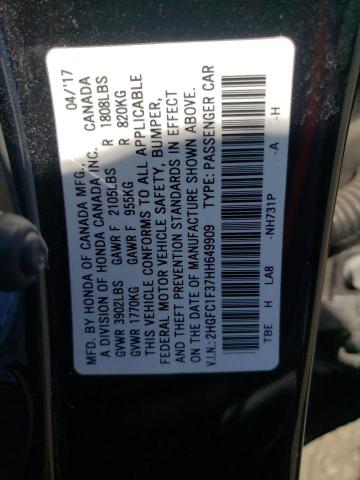 MFD. BY HONDA OF CANADA MFG., 04/'17
A DIVISION OF HONDA CANADA INC. CANADA
GVWR 3902LBS GAWR F 2105LBS R 1808LBS
GVWR 1770KG GAWR F 955KG R 820KG
THIS VEHICLE CONFORMS TO ALL APPLICABLE
FEDERAL MOTOR VEHICLE SAFETY, BUMPER,
AND THEFT PREVENTION STANDARDS IN EFFECT
ON THE DATE OF MANUFACTURE SHOWN ABOVE.
V.I.N.: 2HGFC1F37HH649909 TYPE: PASSENGER CAR
TBE H LA8 -NH731P -A -H